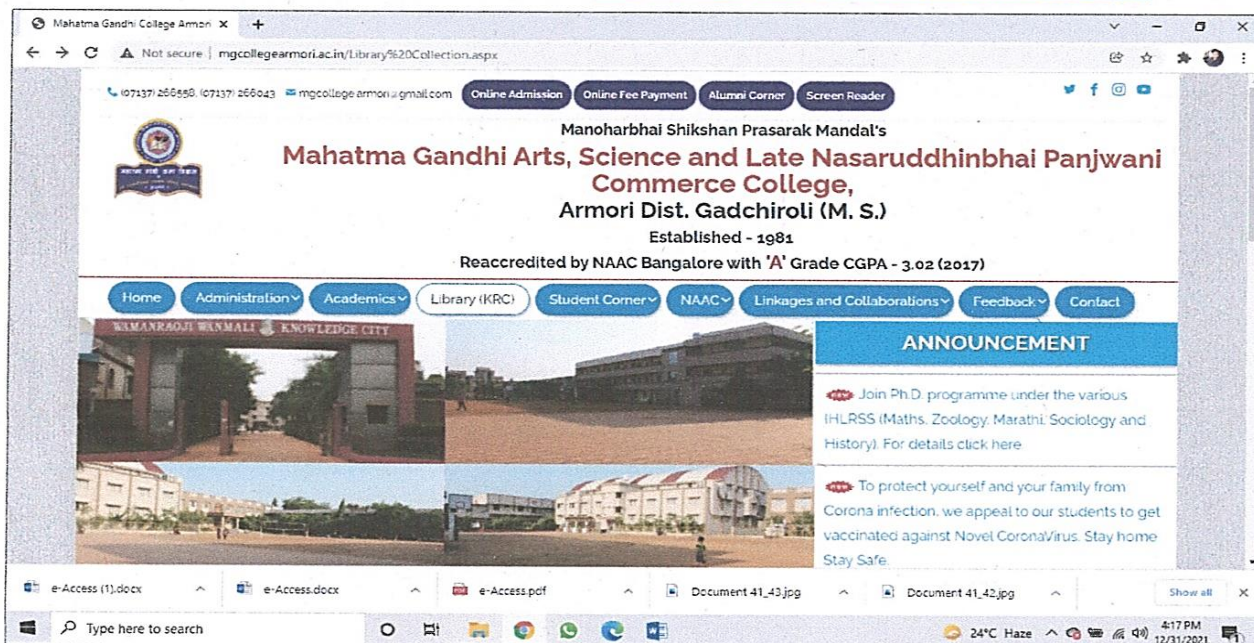 Mahatma Gandhi College Armori × +
Not secure | mgcollegearmori.ac.in/Library%20Collection.aspx
(07137) 266558, (07137) 266043 mgcollege.armori@gmail.com Online Admission Online Fee Payment Alumni Corner Screen Reader
Manoharbhai Shikshan Prasarak Mandal's
Mahatma Gandhi Arts, Science and Late Nasaruddhinbhai Panjwani
Commerce College,
Armori Dist. Gadchiroli (M. S.)
Established - 1981
Reaccredited by NAAC Bangalore with 'A' Grade CGPA - 3.02 (2017)
Home Administration Academics Library (KRC) Student Corner NAAC Linkages and Collaborations Feedback Contact
WAMANRAOJI WANMALI KNOWLEDGE CITY
ANNOUNCEMENT
Join Ph.D. programme under the various
IHLRSS (Maths, Zoology, Marathi, Sociology and
History). For details click here
To protect yourself and your family from
Corona infection, we appeal to our students to get
vaccinated against Novel CoronaVirus. Stay home
Stay Safe.
e-Access (1).docx e-Access.docx e-Access.pdf Document 41_43.jpg Document 41_42.jpg Show all
Type here to search 24°C Haze 4:17 PM
12/31/2021